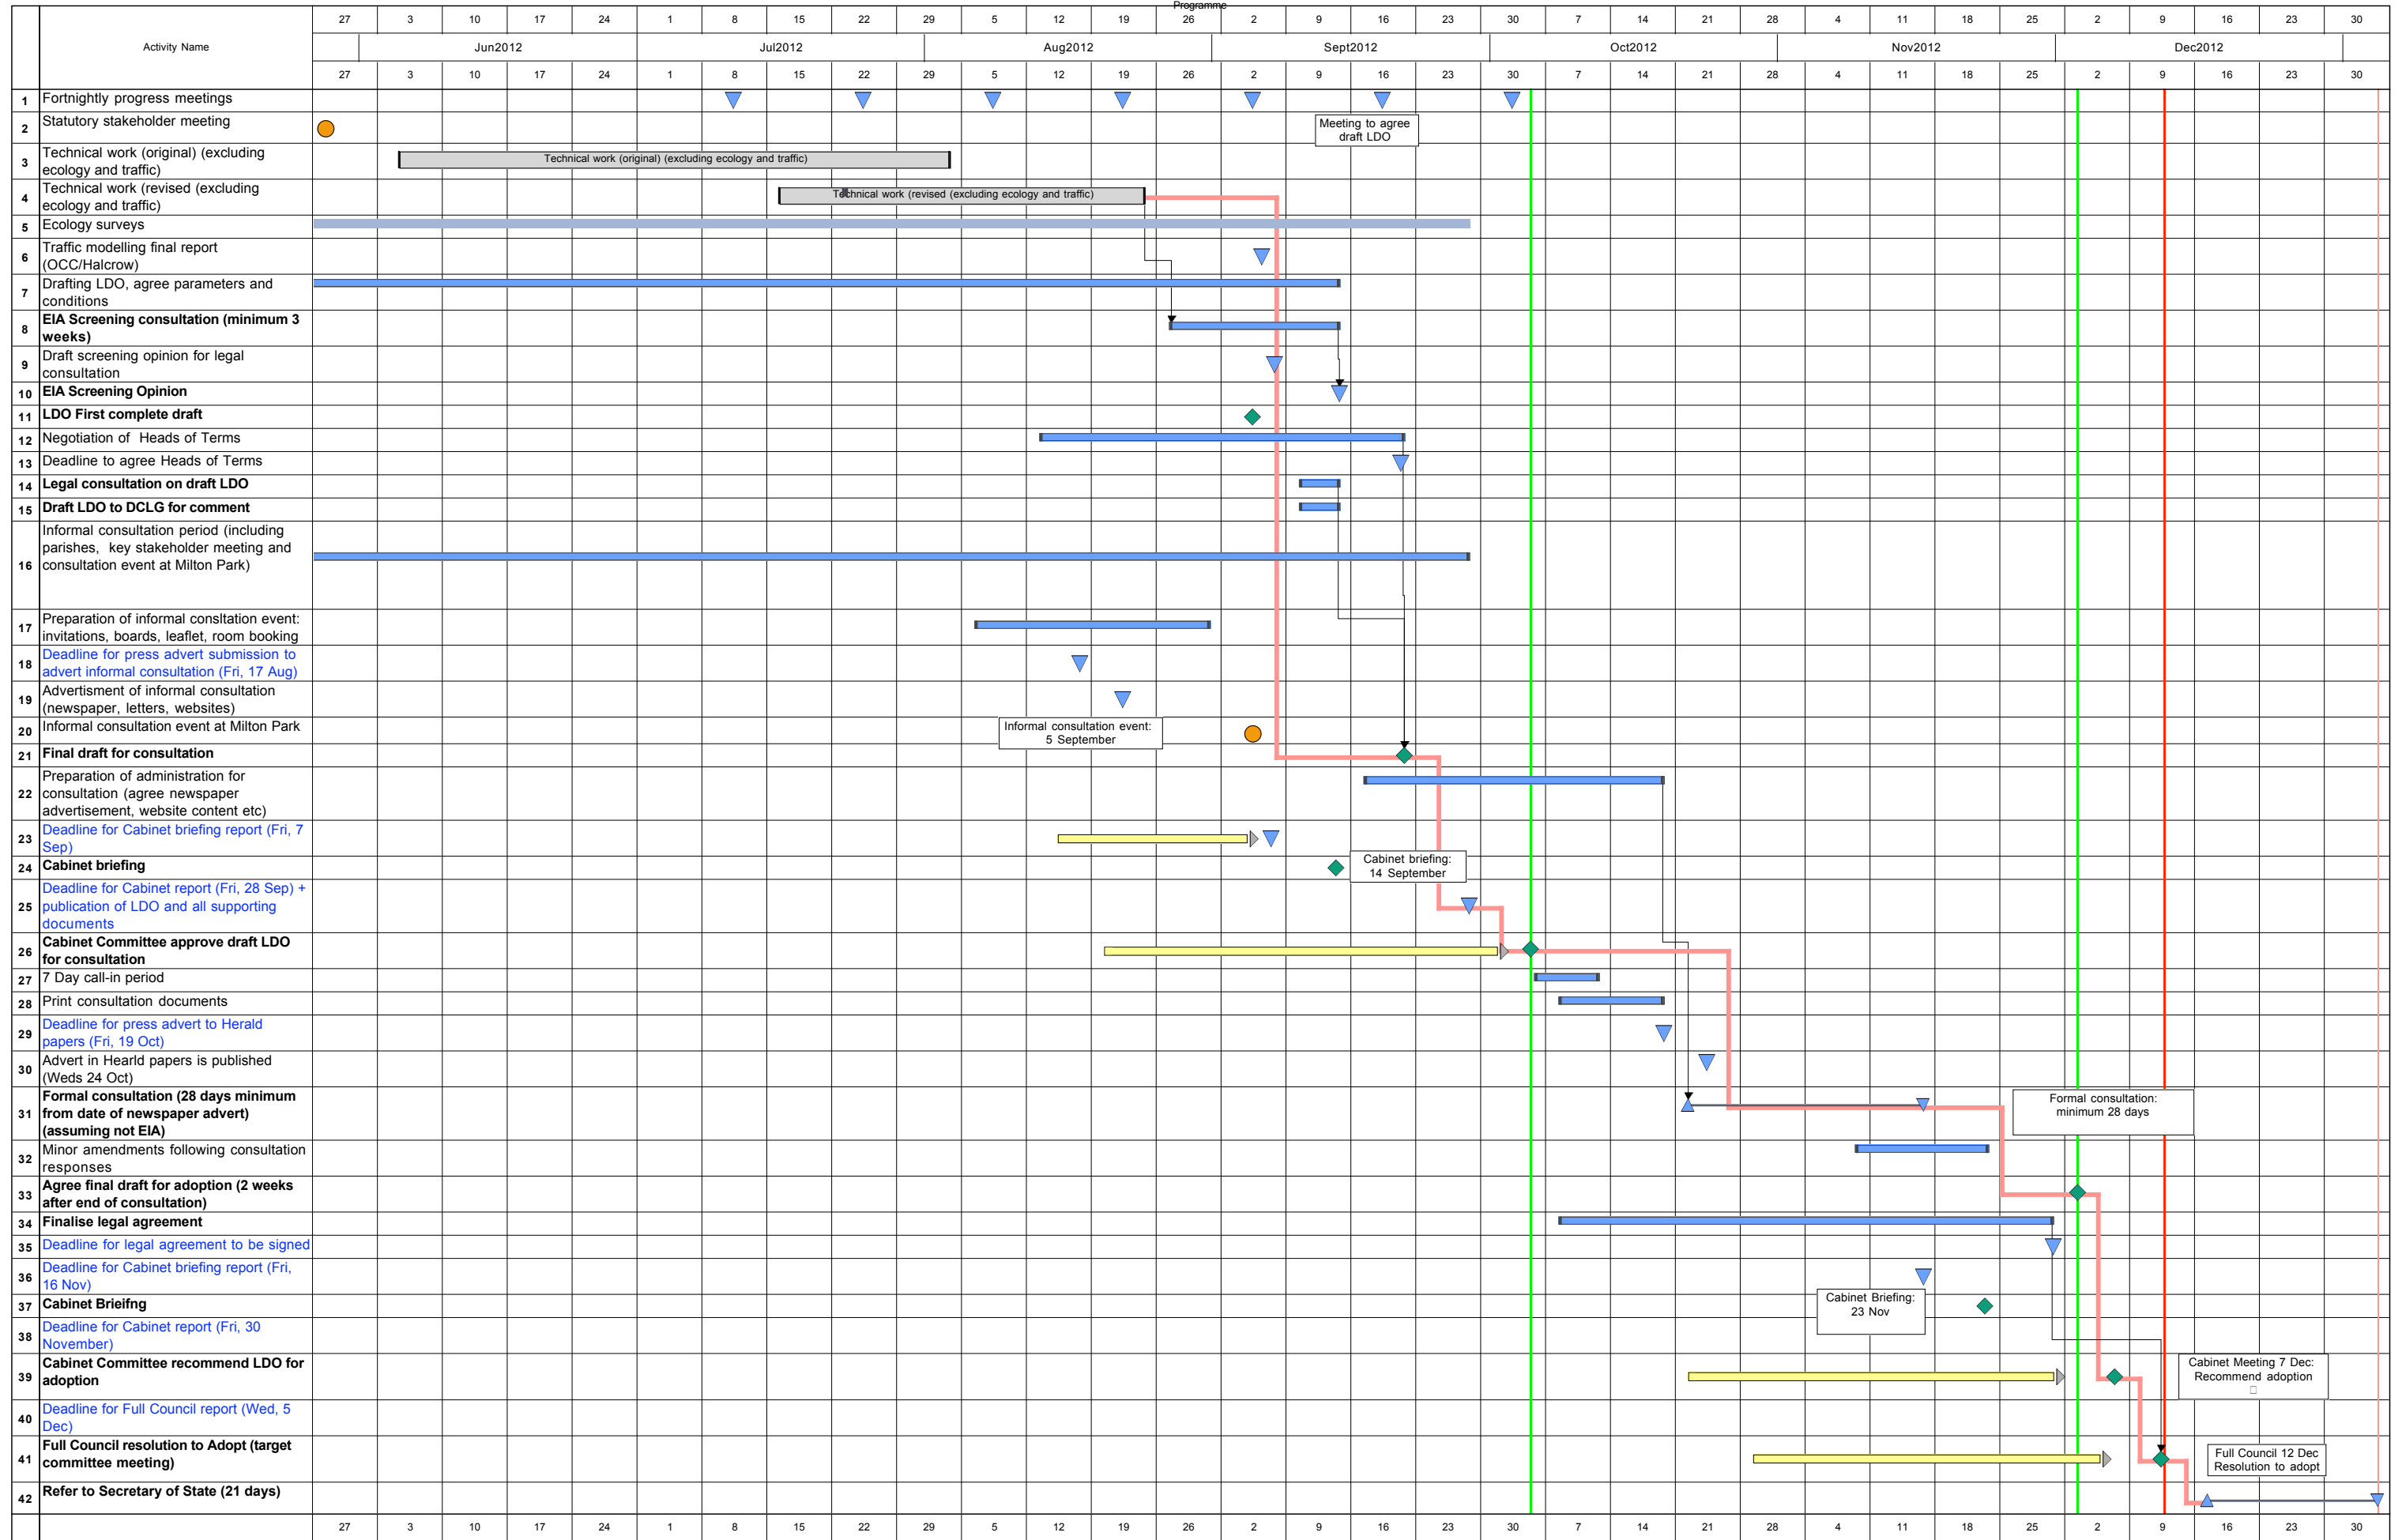 Programme
27 3 10 17 24 1 8 15 22 29 5 12 19 26 2 9 16 23 30 7 14 21 28 4 11 18 25 2 9 16 23 30
Activity Name
Jun2012 Jul2012 Aug2012 Sept2012 Oct2012 Nov2012 Dec2012
27 3 10 17 24 1 8 15 22 29 5 12 19 26 2 9 16 23 30 7 14 21 28 4 11 18 25 2 9 16 23 30
1 Fortnightly progress meetings
2 Statutory stakeholder meeting
Meeting to agree
draft LDO
3 Technical work (original) (excluding
ecology and traffic)
Technical work (original) (excluding ecology and traffic)
4 Technical work (revised (excluding
ecology and traffic)
Technical work (revised (excluding ecology and traffic)
5 Ecology surveys
6 Traffic modelling final report
(OCC/Halcrow)
7 Drafting LDO, agree parameters and
conditions
8 EIA Screening consultation (minimum 3
weeks)
9 Draft screening opinion for legal
consultation
10 EIA Screening Opinion
11 LDO First complete draft
12 Negotiation of Heads of Terms
13 Deadline to agree Heads of Terms
14 Legal consultation on draft LDO
15 Draft LDO to DCLG for comment
16 Informal consultation period (including
parishes, key stakeholder meeting and
consultation event at Milton Park)
17 Preparation of informal consltation event:
invitations, boards, leaflet, room booking
18 Deadline for press advert submission to
advert informal consultation (Fri, 17 Aug)
19 Advertisment of informal consultation
(newspaper, letters, websites)
20 Informal consultation event at Milton Park
Informal consultation event:
5 September
21 Final draft for consultation
22 Preparation of administration for
consultation (agree newspaper
advertisement, website content etc)
23 Deadline for Cabinet briefing report (Fri, 7
Sep)
24 Cabinet briefing
Cabinet briefing:
14 September
25 Deadline for Cabinet report (Fri, 28 Sep) +
publication of LDO and all supporting
documents
26 Cabinet Committee approve draft LDO
for consultation
27 7 Day call-in period
28 Print consultation documents
29 Deadline for press advert to Herald
papers (Fri, 19 Oct)
30 Advert in Hearld papers is published
(Weds 24 Oct)
31 Formal consultation (28 days minimum
from date of newspaper advert)
(assuming not EIA)
Formal consultation:
minimum 28 days
32 Minor amendments following consultation
responses
33 Agree final draft for adoption (2 weeks
after end of consultation)
34 Finalise legal agreement
35 Deadline for legal agreement to be signed
36 Deadline for Cabinet briefing report (Fri,
16 Nov)
37 Cabinet Brieifng
Cabinet Briefing:
23 Nov
38 Deadline for Cabinet report (Fri, 30
November)
39 Cabinet Committee recommend LDO for
adoption
Cabinet Meeting 7 Dec:
Recommend adoption
40 Deadline for Full Council report (Wed, 5
Dec)
41 Full Council resolution to Adopt (target
committee meeting)
Full Council 12 Dec
Resolution to adopt
42 Refer to Secretary of State (21 days)
27 3 10 17 24 1 8 15 22 29 5 12 19 26 2 9 16 23 30 7 14 21 28 4 11 18 25 2 9 16 23 30